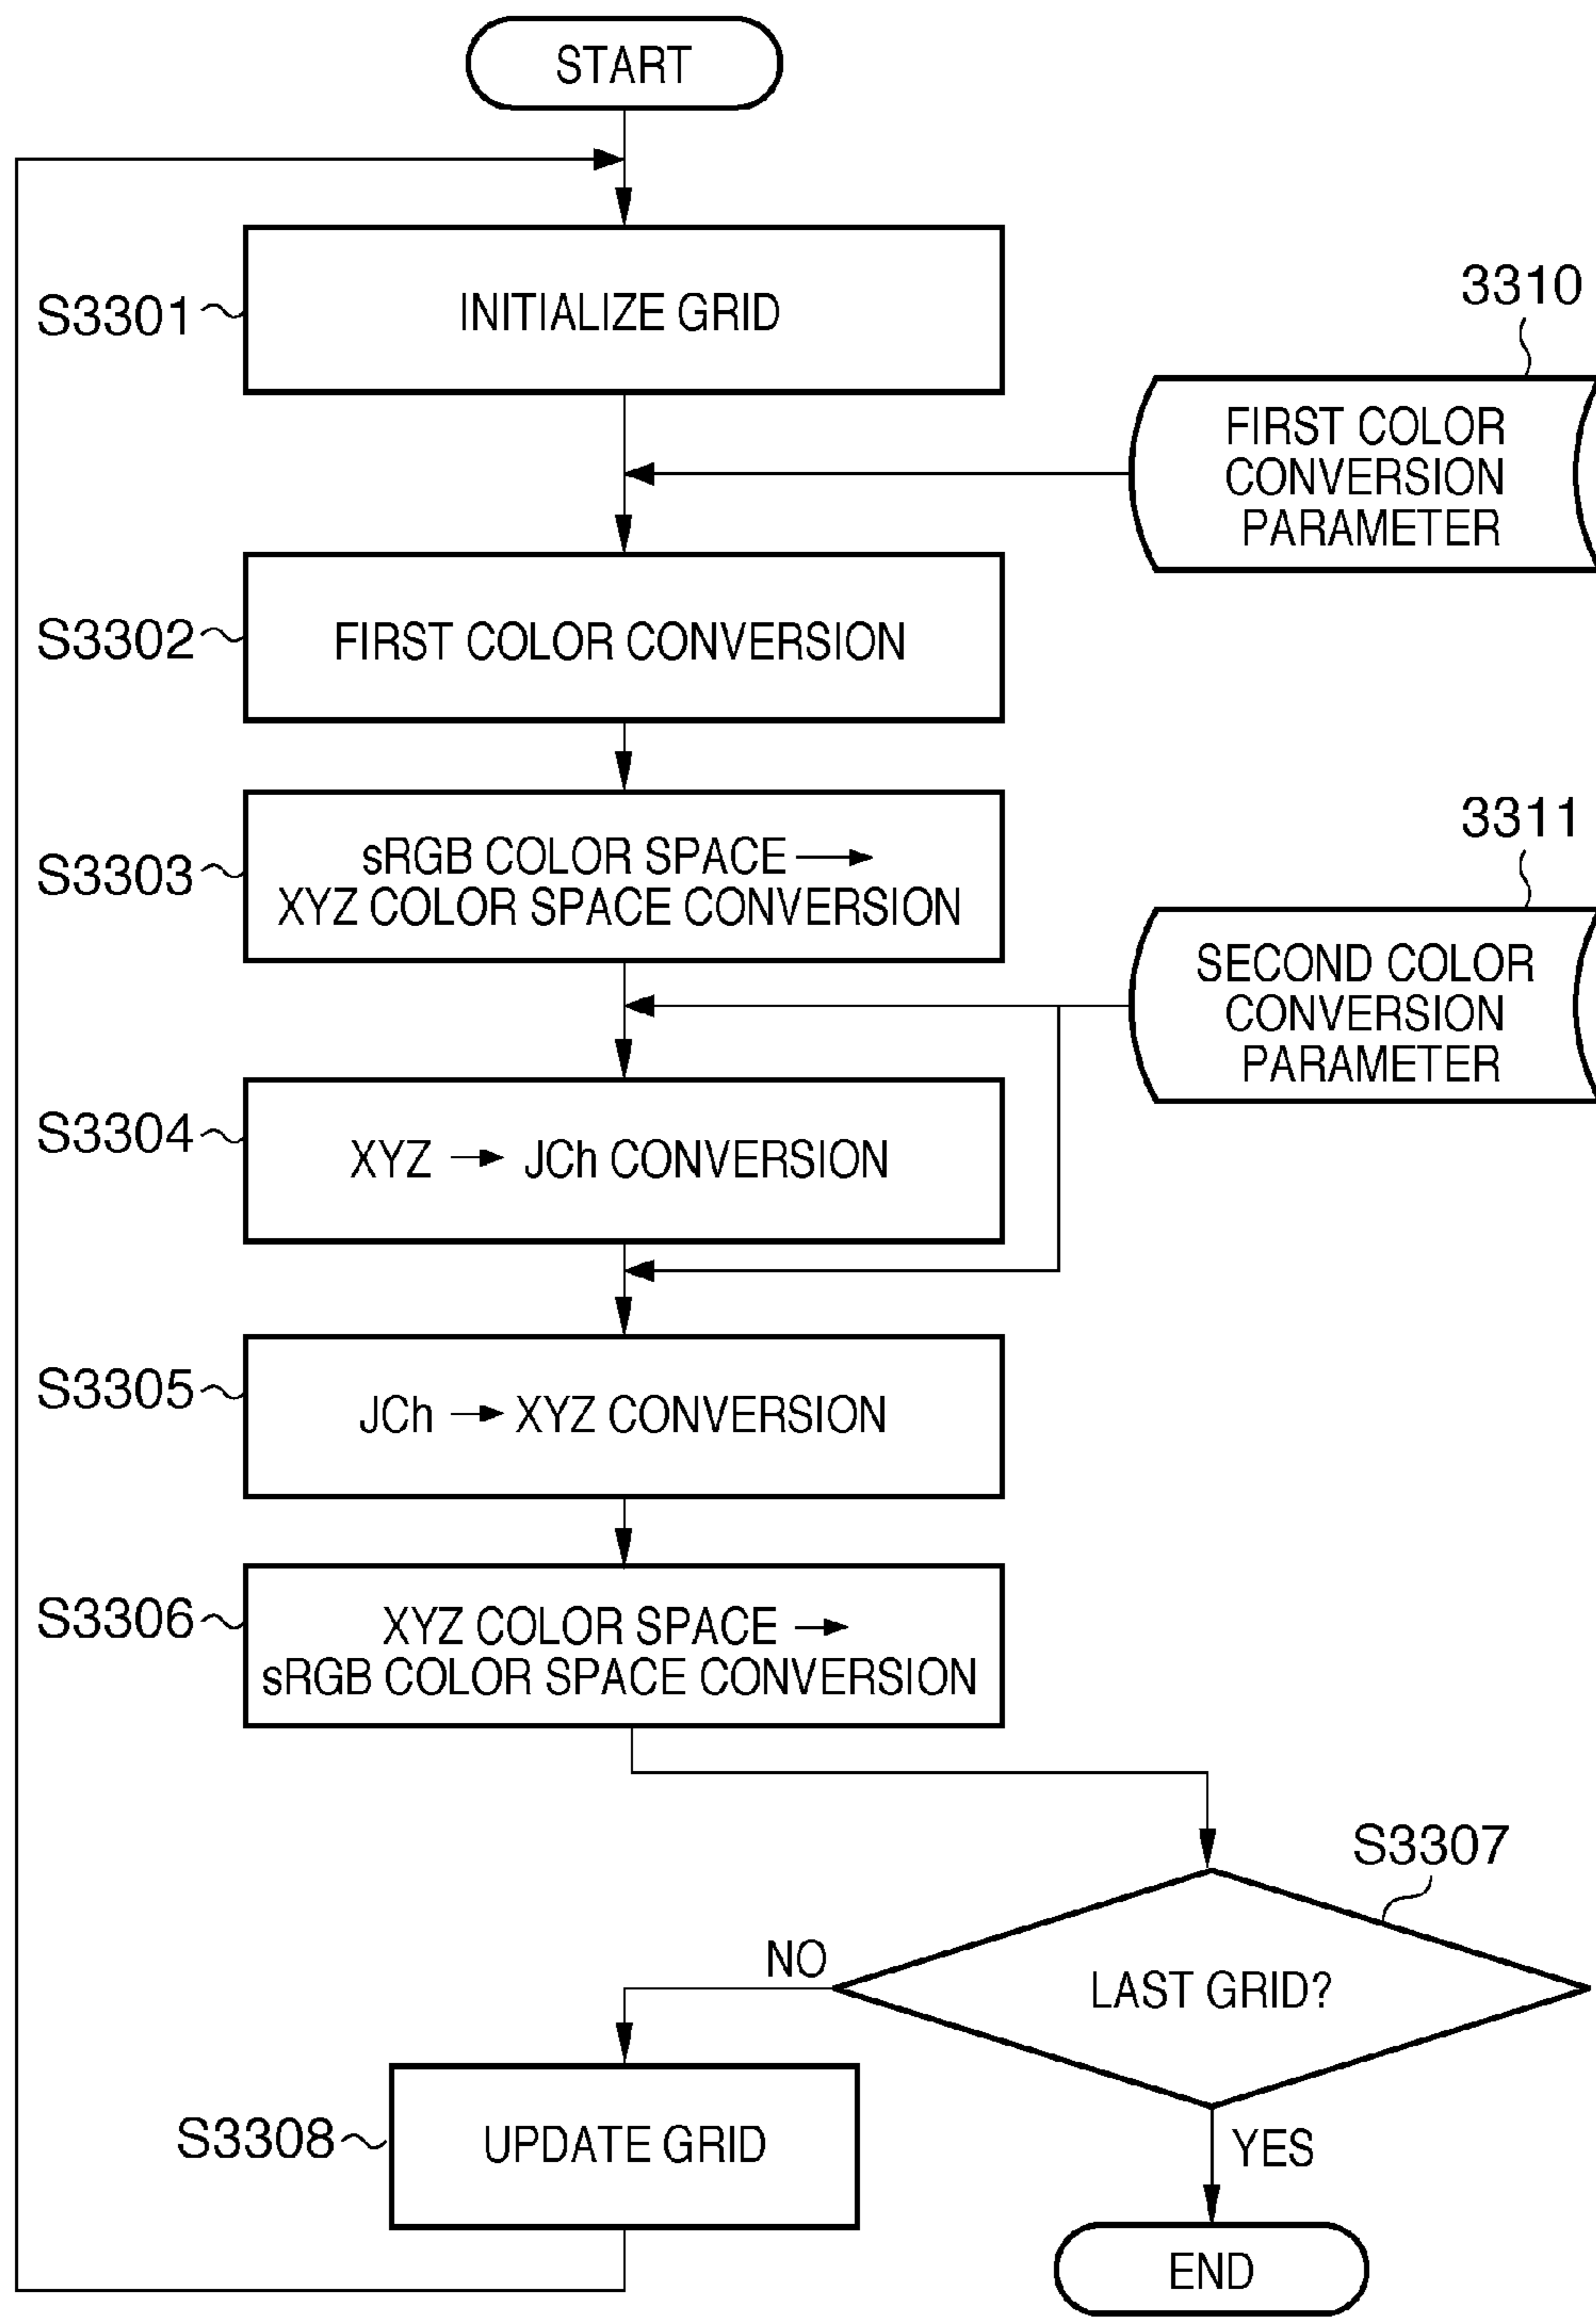 START
S3301
INITIALIZE GRID
3310
FIRST COLOR
CONVERSION
PARAMETER
S3302
FIRST COLOR CONVERSION
S3303
sRGB COLOR SPACE →
XYZ COLOR SPACE CONVERSION
3311
SECOND COLOR
CONVERSION
PARAMETER
S3304
XYZ → JCh CONVERSION
S3305
JCh → XYZ CONVERSION
S3306
XYZ COLOR SPACE →
sRGB COLOR SPACE CONVERSION
S3307
LAST GRID?
NO
S3308
UPDATE GRID
YES
END